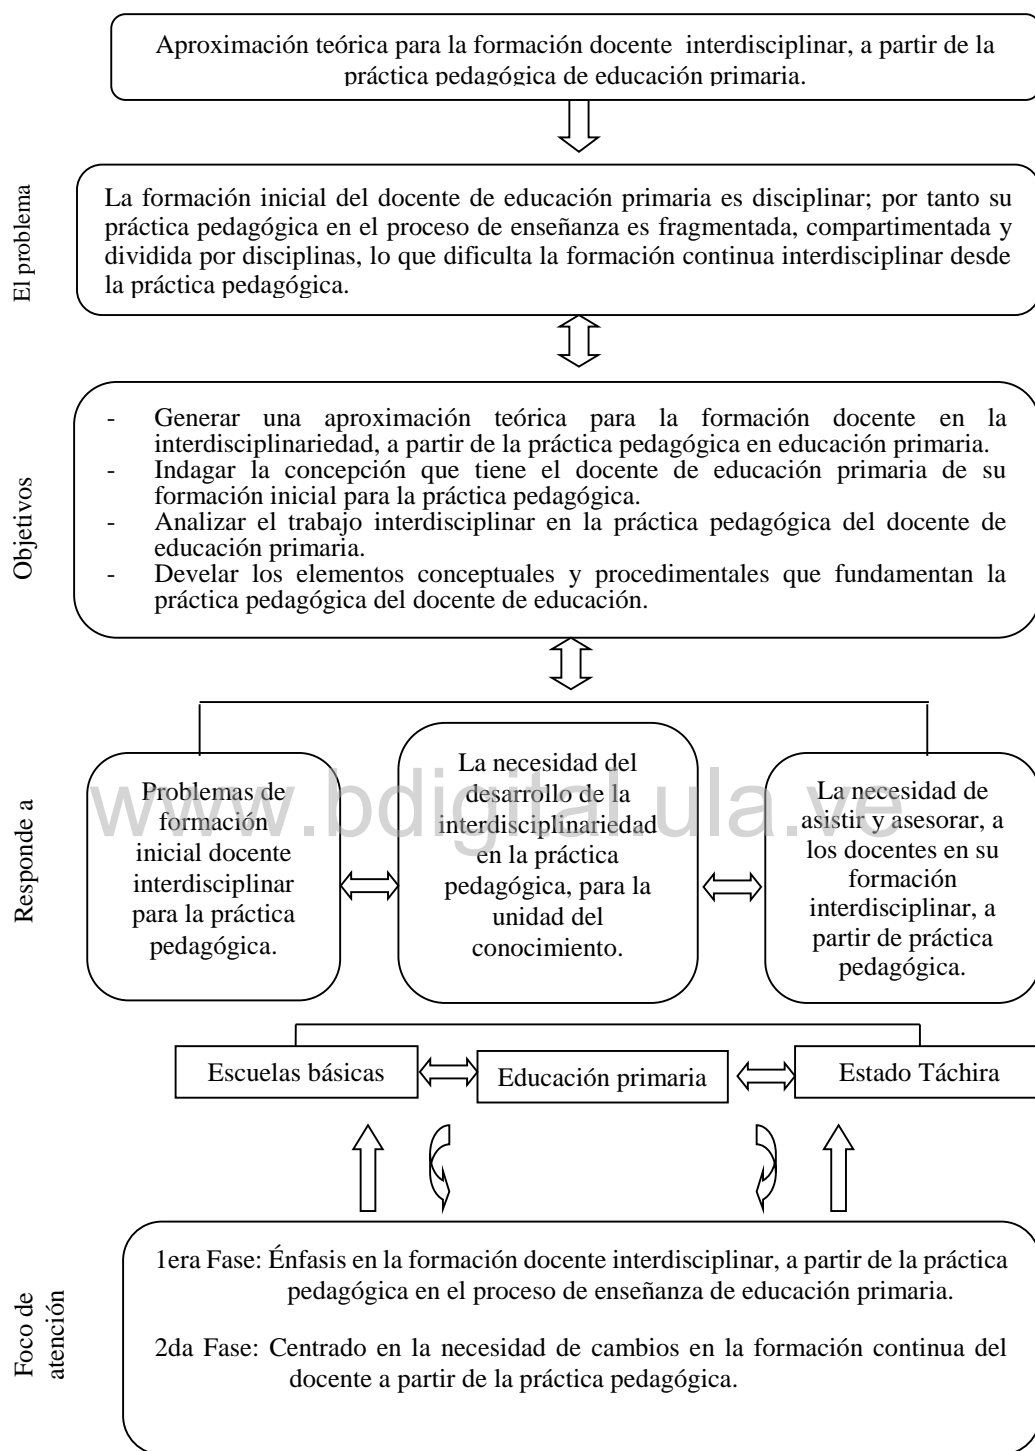 Aproximación teórica para la formación docente interdisciplinar, a partir de la
práctica pedagógica de educación primaria.
El problema
La formación inicial del docente de educación primaria es disciplinar; por tanto su
práctica pedagógica en el proceso de enseñanza es fragmentada, compartimentada y
dividida por disciplinas, lo que dificulta la formación continua interdisciplinar desde
la práctica pedagógica.
Objetivos
- Generar una aproximación teórica para la formación docente en la
interdisciplinariedad, a partir de la práctica pedagógica en educación primaria.
- Indagar la concepción que tiene el docente de educación primaria de su
formación inicial para la práctica pedagógica.
- Analizar el trabajo interdisciplinar en la práctica pedagógica del docente de
educación primaria.
- Develar los elementos conceptuales y procedimentales que fundamentan la
práctica pedagógica del docente de educación.
Responde a
Problemas de
formación
inicial docente
interdisciplinar
para la práctica
pedagógica.
La necesidad del
desarrollo de la
interdisciplinariedad
en la práctica
pedagógica, para la
unidad del
conocimiento.
La necesidad de
asistir y asesorar, a
los docentes en su
formación
interdisciplinar, a
partir de práctica
pedagógica.
www.bdigital.ula.ve
Escuelas básicas
Educación primaria
Estado Táchira
Foco de
atención
1era Fase: Énfasis en la formación docente interdisciplinar, a partir de la práctica
pedagógica en el proceso de enseñanza de educación primaria.
2da Fase: Centrado en la necesidad de cambios en la formación continua del
docente a partir de la práctica pedagógica.